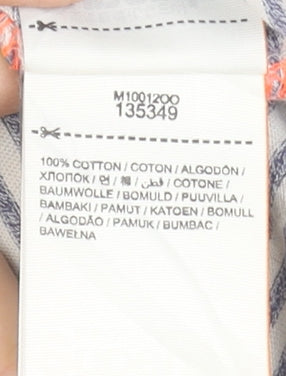 M10012OO
135349
100% COTTON / COTON / ALGODÓN /
ХЛОПОК / 면 / 棉 / قطن / COTONE /
BAUMWOLLE / BOMULD / PUUVILLA /
BAMBAKI / PAMUT / KATOEN / BOMULL
/ ALGODÃO / PAMUK / BUMBAC /
BAWEŁNA